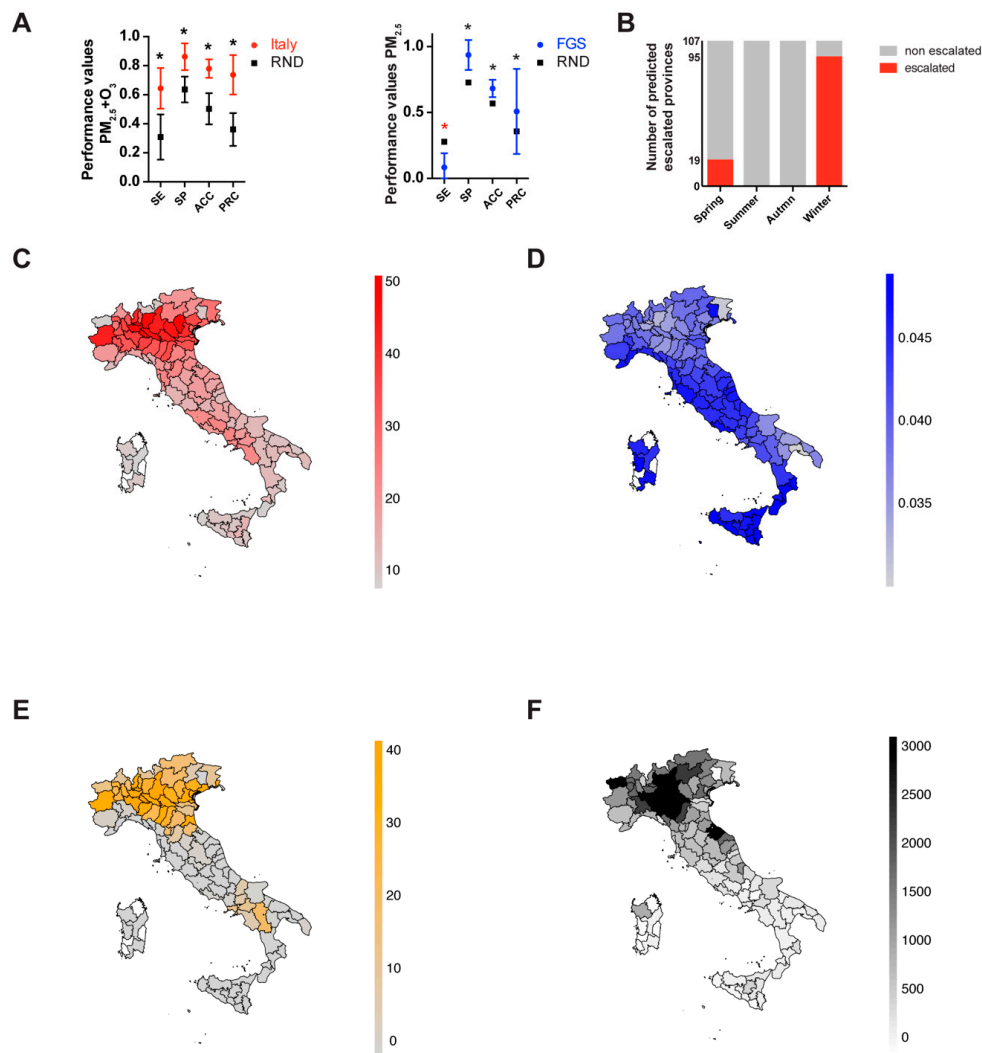 A
Performance values
PM2.5+O3
1.0
0.8
0.6
0.4
0.2
0.0
SE
SP
ACC
PRC
*
*
*
*
Italy
RND
Performance values PM2.5
1.0
0.5
0.0
SE
SP
ACC
PRC
*
*
*
*
FGS
RND
B
Number of predicted
escalated provinces
107
95
19
0
Spring
Summer
Autmn
Winter
non escalated
escalated
C
50
40
30
20
10
D
0.045
0.040
0.035
E
40
30
20
10
0
F
3000
2500
2000
1500
1000
500
0